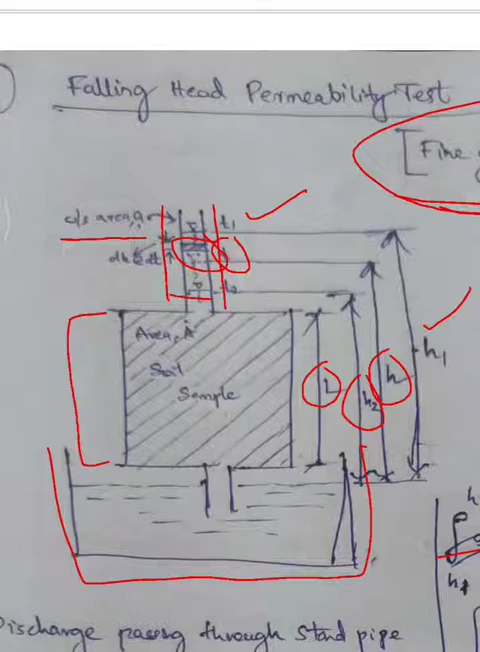 Falling Head Permeability Test
[Fine
c/s area, a
t₁
dh
dt
t₂
Area, A
Soil
Sample
L
h₂
h
h₁
h
h₁
Discharge passing through stand pipe